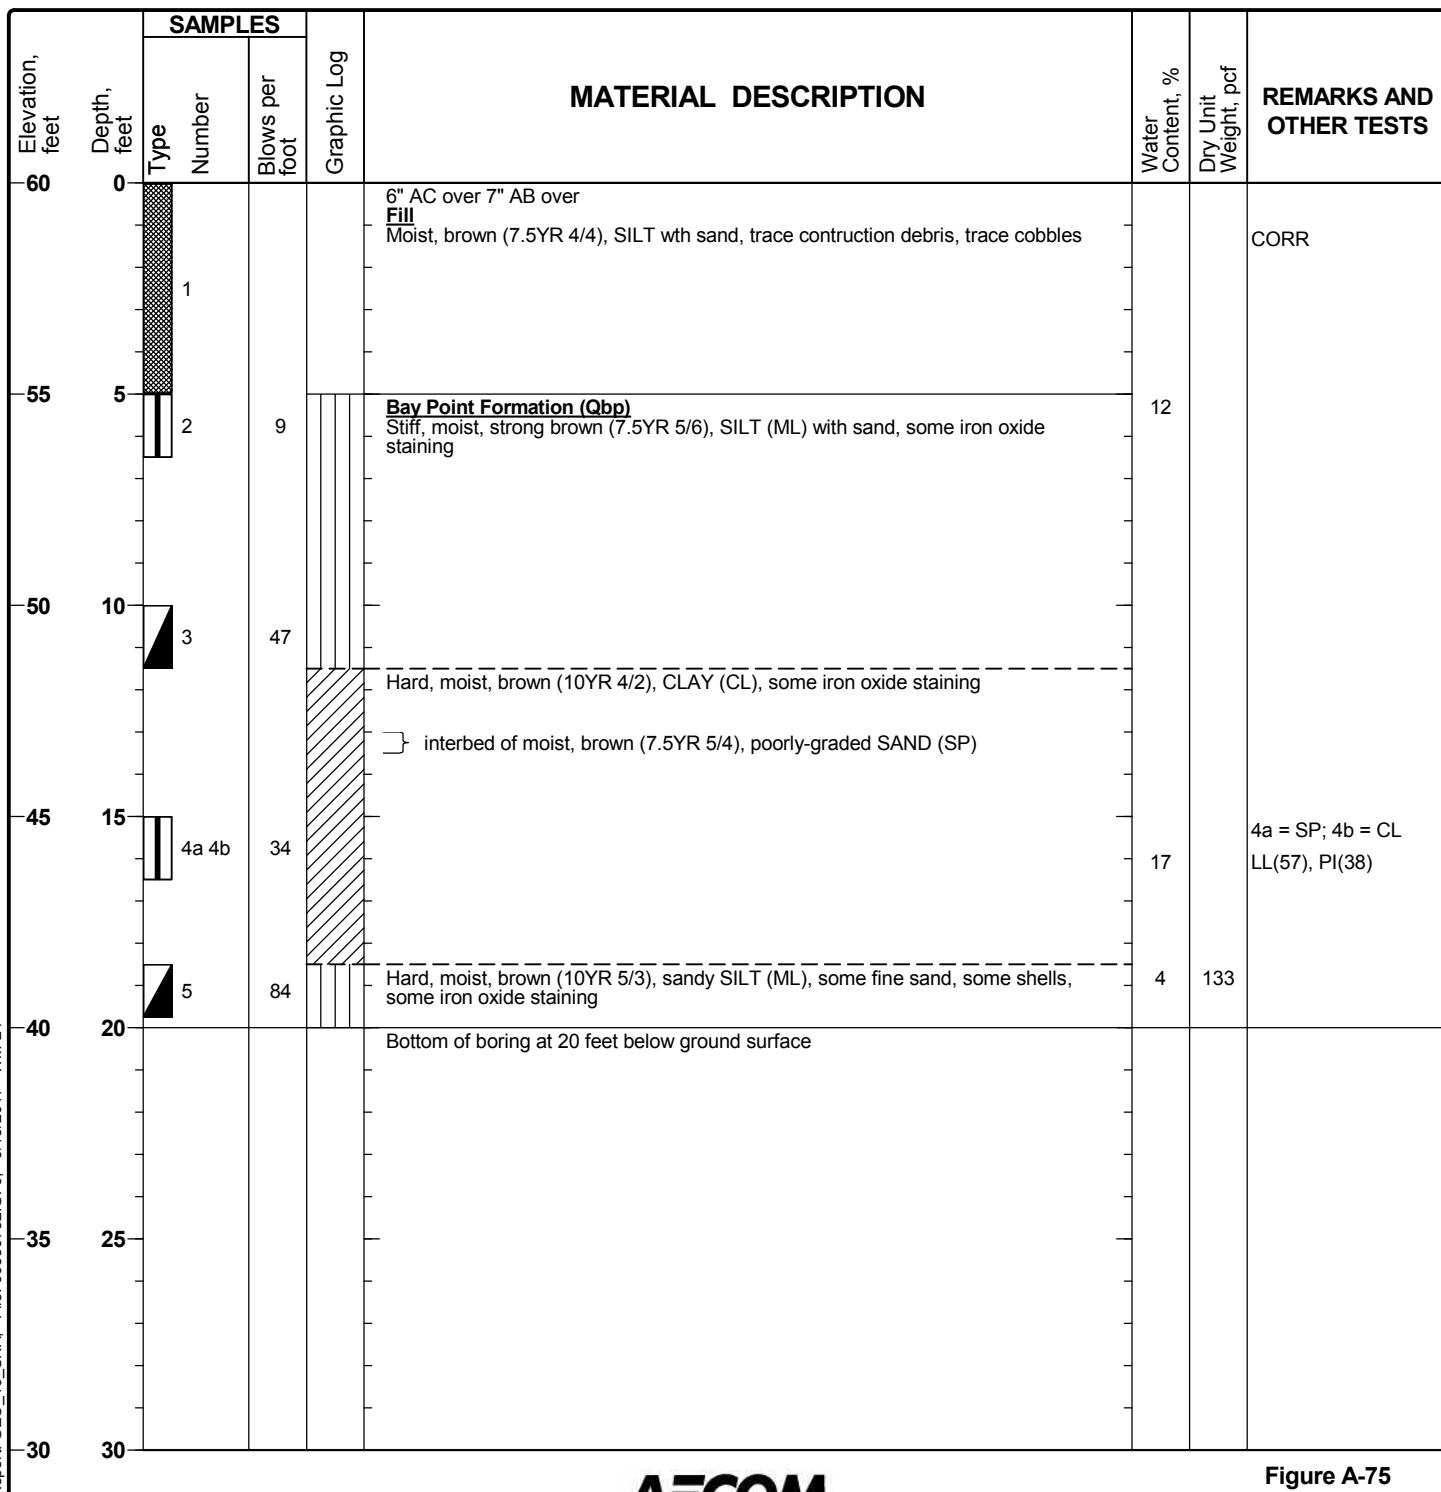 SAMPLES
Elevation, feet
Depth, feet
Type
Number
Blows per foot
Graphic Log
MATERIAL DESCRIPTION
Water Content, %
Dry Unit Weight, pcf
REMARKS AND
OTHER TESTS
60 0
6" AC over 7" AB over
Fill
Moist, brown (7.5YR 4/4), SILT wth sand, trace contruction debris, trace cobbles
CORR
1
55 5
Bay Point Formation (Qbp)
12
2 9
Stiff, moist, strong brown (7.5YR 5/6), SILT (ML) with sand, some iron oxide
staining
50 10
3 47
Hard, moist, brown (10YR 4/2), CLAY (CL), some iron oxide staining
interbed of moist, brown (7.5YR 5/4), poorly-graded SAND (SP)
45 15
4a = SP; 4b = CL
4a 4b 34
17
LL(57), PI(38)
Hard, moist, brown (10YR 5/3), sandy SILT (ML), some fine sand, some shells,
some iron oxide staining
4 133
5 84
40 20
Bottom of boring at 20 feet below ground surface
35 25
30 30
AECOM
Figure A-75